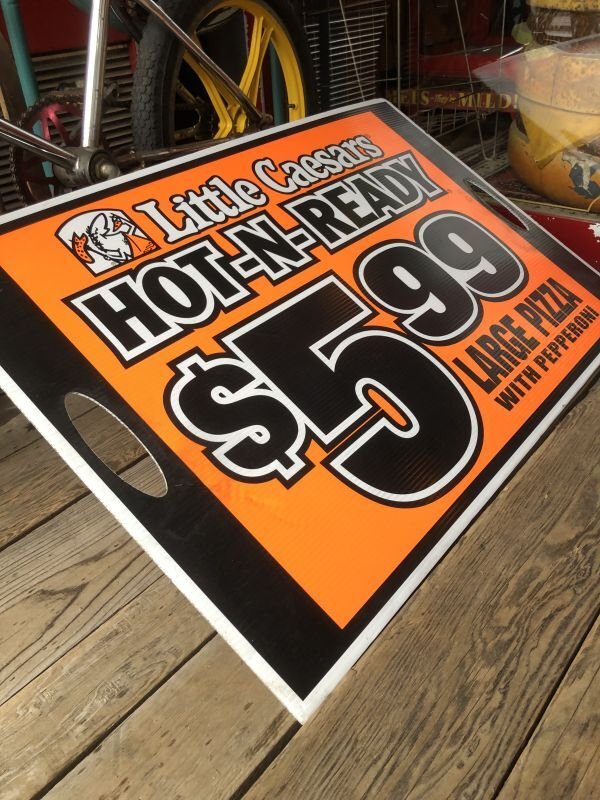 Little Caesars
HOT-N-READY
$5 99
LARGE PIZZA
WITH PEPPERONI